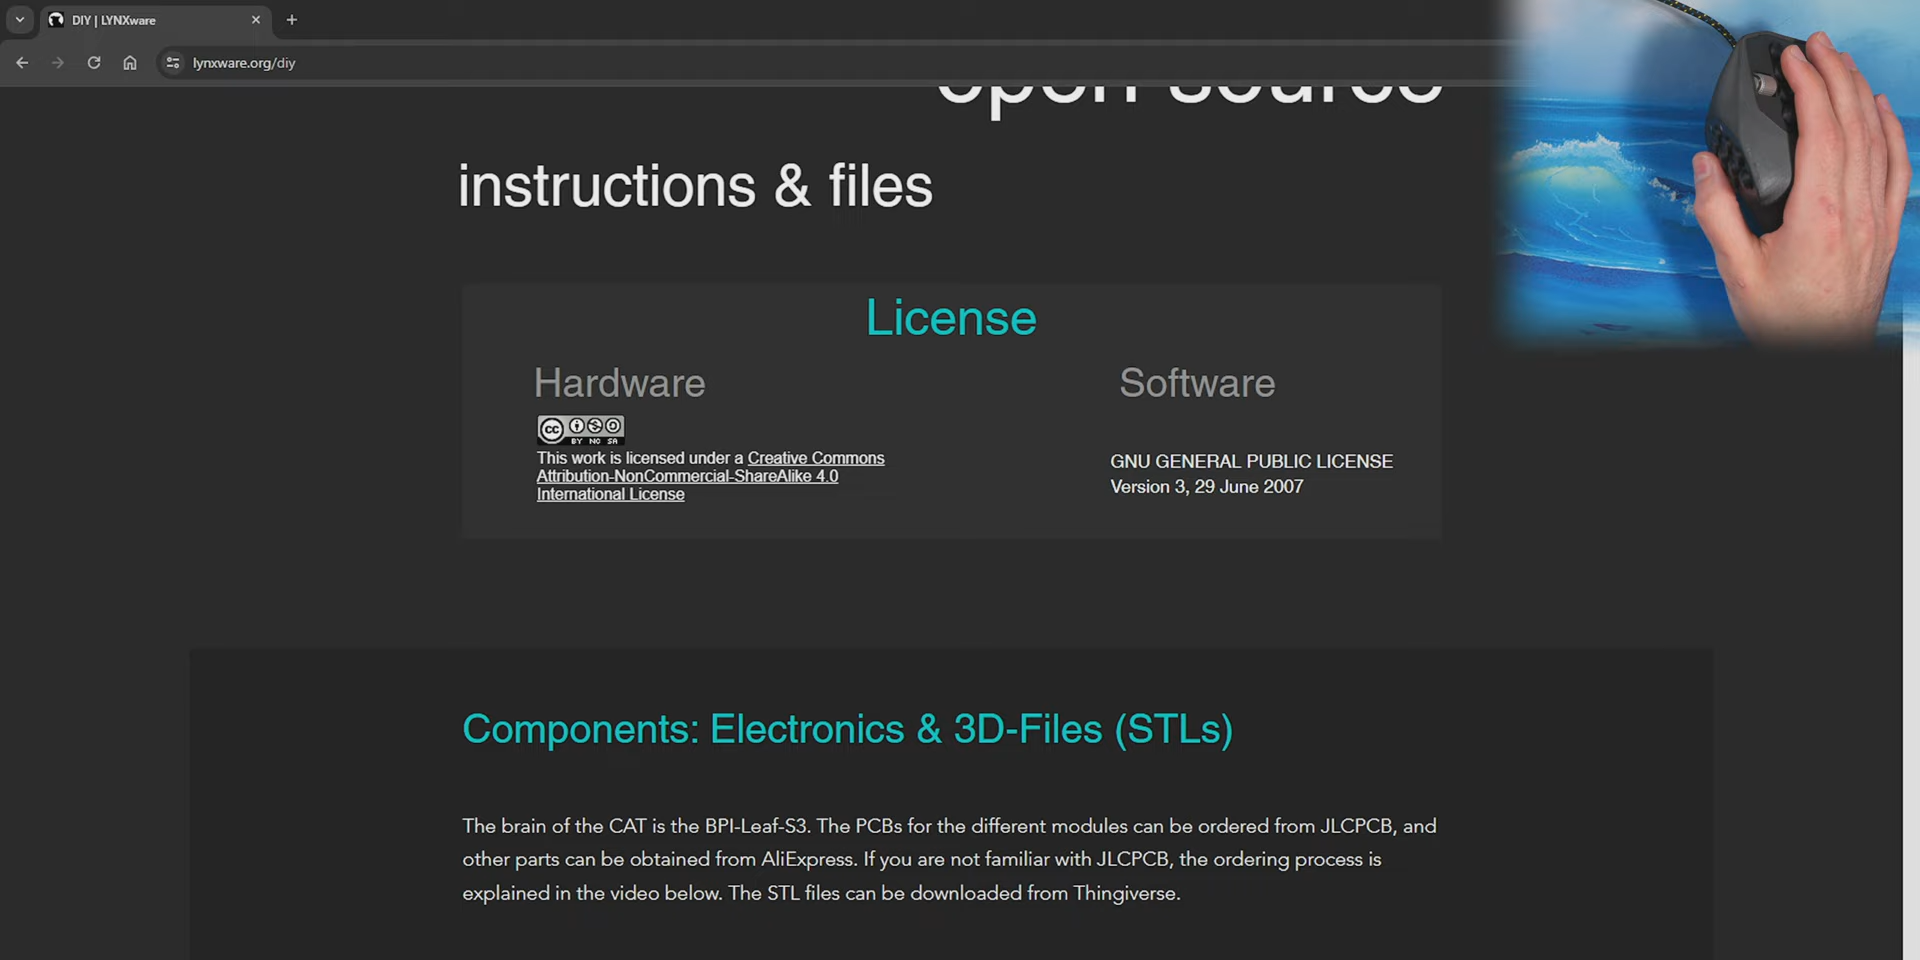 DIY | LYNXware
lynxware.org/diy
open source
instructions & files
License
Hardware
Software
cc
BY NC SA
This work is licensed under a Creative Commons
Attribution-NonCommercial-ShareAlike 4.0
International License
GNU GENERAL PUBLIC LICENSE
Version 3, 29 June 2007
Components: Electronics & 3D-Files (STLs)
The brain of the CAT is the BPI-Leaf-S3. The PCBs for the different modules can be ordered from JLCPCB, and
other parts can be obtained from AliExpress. If you are not familiar with JLCPCB, the ordering process is
explained in the video below. The STL files can be downloaded from Thingiverse.